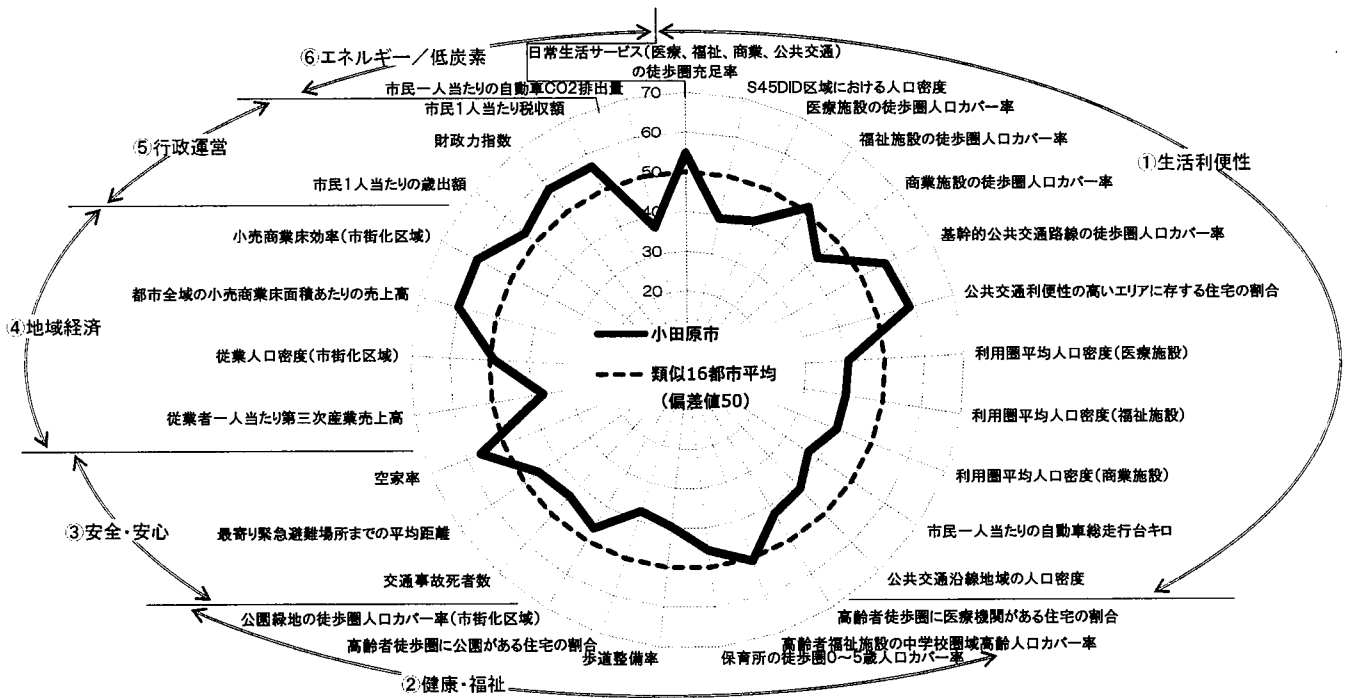 ⑥エネルギー／低炭素
日常生活サービス(医療、福祉、商業、公共交通)
の徒歩圏充足率
市民一人当たりの自動車CO2排出量
市民1人当たり税収額
財政力指数
⑤行政運営
市民1人当たりの歳出額
小売商業床効率(市街化区域)
都市全域の小売商業床面積あたりの売上高
④地域経済
従業人口密度(市街化区域)
従業者一人当たり第三次産業売上高
空家率
③安全・安心
最寄り緊急避難場所までの平均距離
交通事故死者数
公園緑地の徒歩圏人口カバー率(市街化区域)
高齢者徒歩圏に公園がある住宅の割合
②健康・福祉
歩道整備率
70
60
50
40
30
20
小田原市
類似16都市平均
(偏差値50)
S45DID区域における人口密度
医療施設の徒歩圏人口カバー率
福祉施設の徒歩圏人口カバー率
①生活利便性
商業施設の徒歩圏人口カバー率
基幹的公共交通路線の徒歩圏人口カバー率
公共交通利便性の高いエリアに存する住宅の割合
利用圏平均人口密度(医療施設)
利用圏平均人口密度(福祉施設)
利用圏平均人口密度(商業施設)
市民一人当たりの自動車総走行台キロ
公共交通沿線地域の人口密度
高齢者徒歩圏に医療機関がある住宅の割合
高齢者福祉施設の中学校圏域高齢人口カバー率
保育所の徒歩圏0～5歳人口カバー率